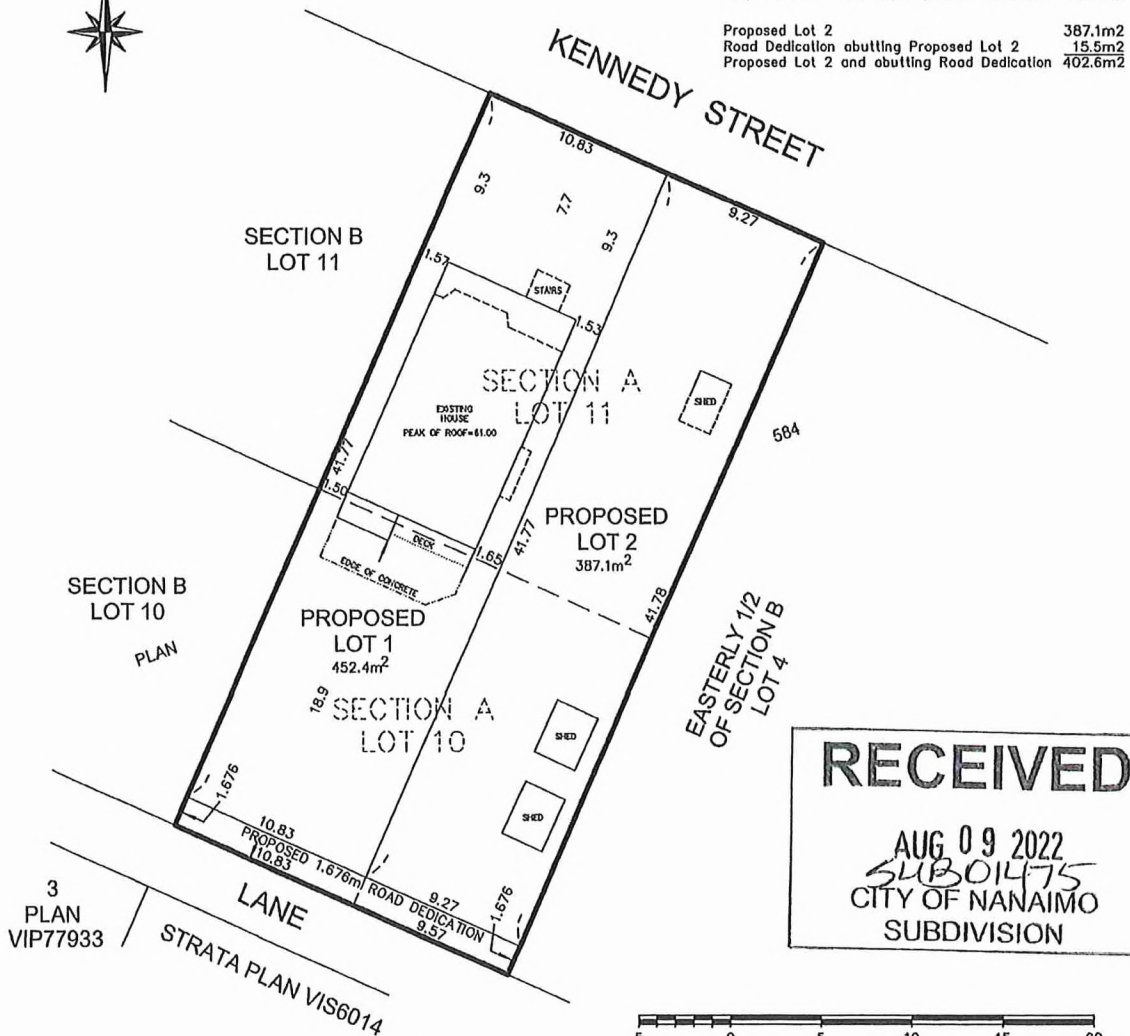 Proposed Lot 2 387.1m2
Road Dedication abutting Proposed Lot 2 15.5m2
Proposed Lot 2 and abutting Road Dedication 402.6m2
KENNEDY STREET
10.83
9.27
9.3
7.7
9.3
SECTION B
LOT 11
1.57
STAIRS
1.53
SECTION A
LOT 11
SHED
EXISTING
HOUSE
PEAK OF ROOF=61.00
584
41.77
1.50
41.77
PROPOSED
LOT 2
387.1m2
DECK
1.65
EDGE OF CONCRETE
41.78
SECTION B
LOT 10
PLAN
PROPOSED
LOT 1
452.4m2
EASTERLY 1/2
OF SECTION B
LOT 4
18.9
SECTION A
LOT 10
SHED
SHED
1.676
10.83
PROPOSED 1.676m ROAD DEDICATION
10.83
9.27
9.57
1.676
LANE
3
PLAN
VIP77933
STRATA PLAN VIS6014
RECEIVED
AUG 09 2022
SUB01475
CITY OF NANAIMO
SUBDIVISION